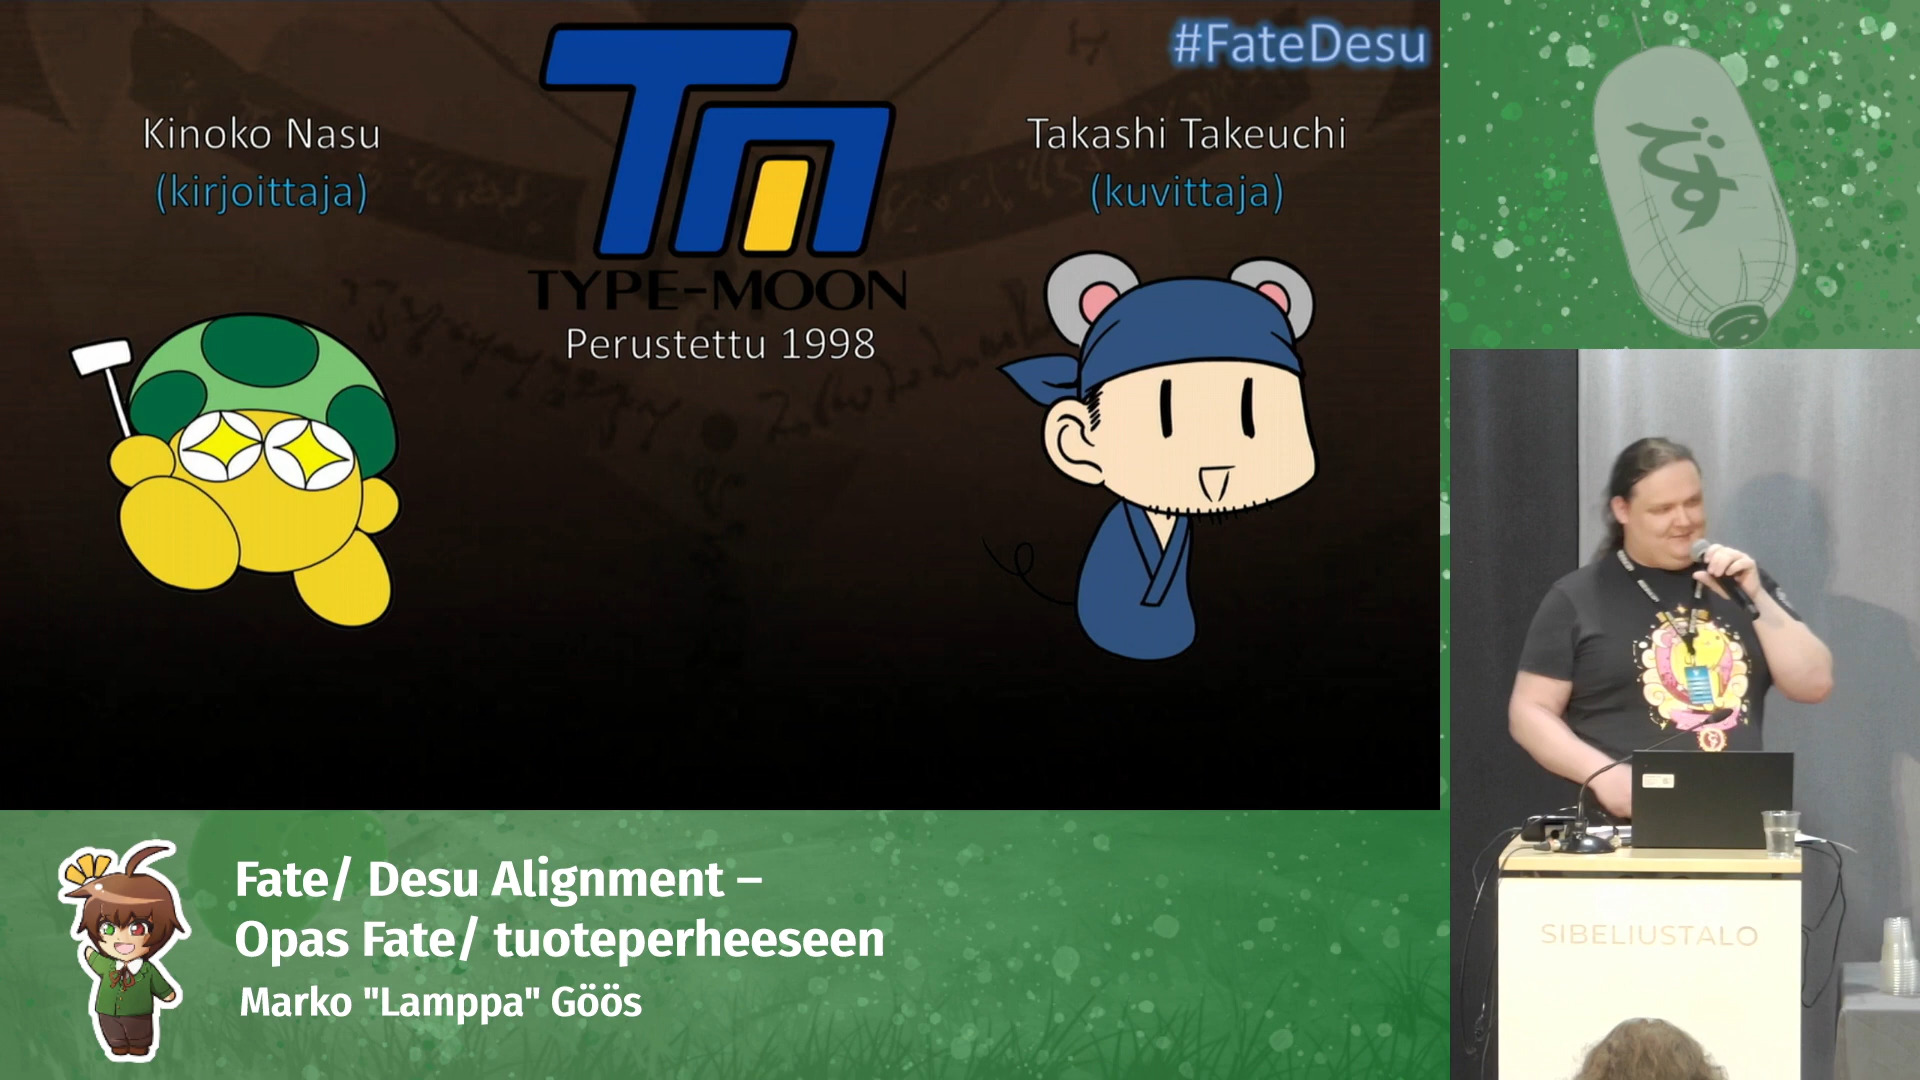 #FateDesu
Kinoko Nasu
(kirjoittaja)
TYPE-MOON
Perustettu 1998
Takashi Takeuchi
(kuvittaja)
SIBELIUSTALO
Fate/ Desu Alignment –
Opas Fate/ tuoteperheeseen
Marko "Lamppa" Göös